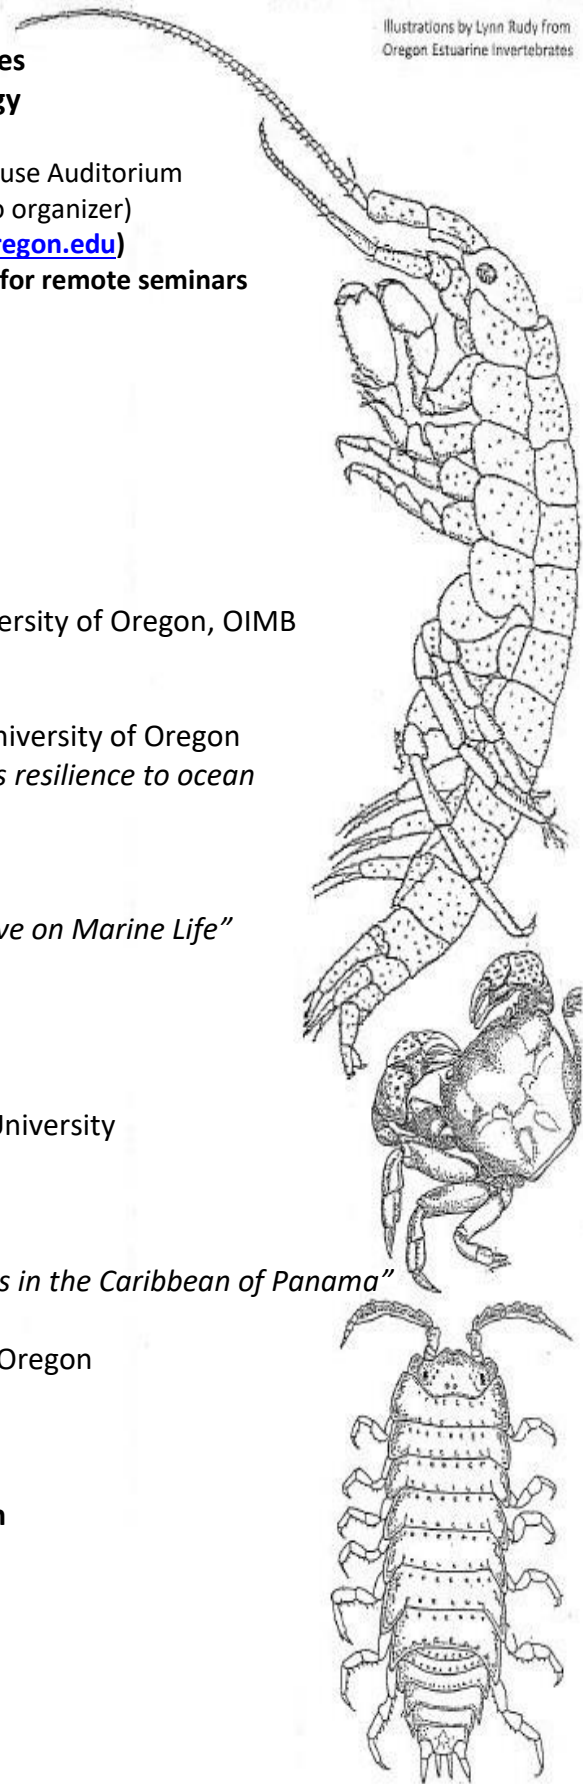 Illustrations by Lynn Rudy from
Oregon Estuarine Invertebrates
es
gy
use Auditorium
o organizer)
regon.edu)
for remote seminars
ersity of Oregon, OIMB
niversity of Oregon
s resilience to ocean
ve on Marine Life”
University
s in the Caribbean of Panama”
Oregon
n